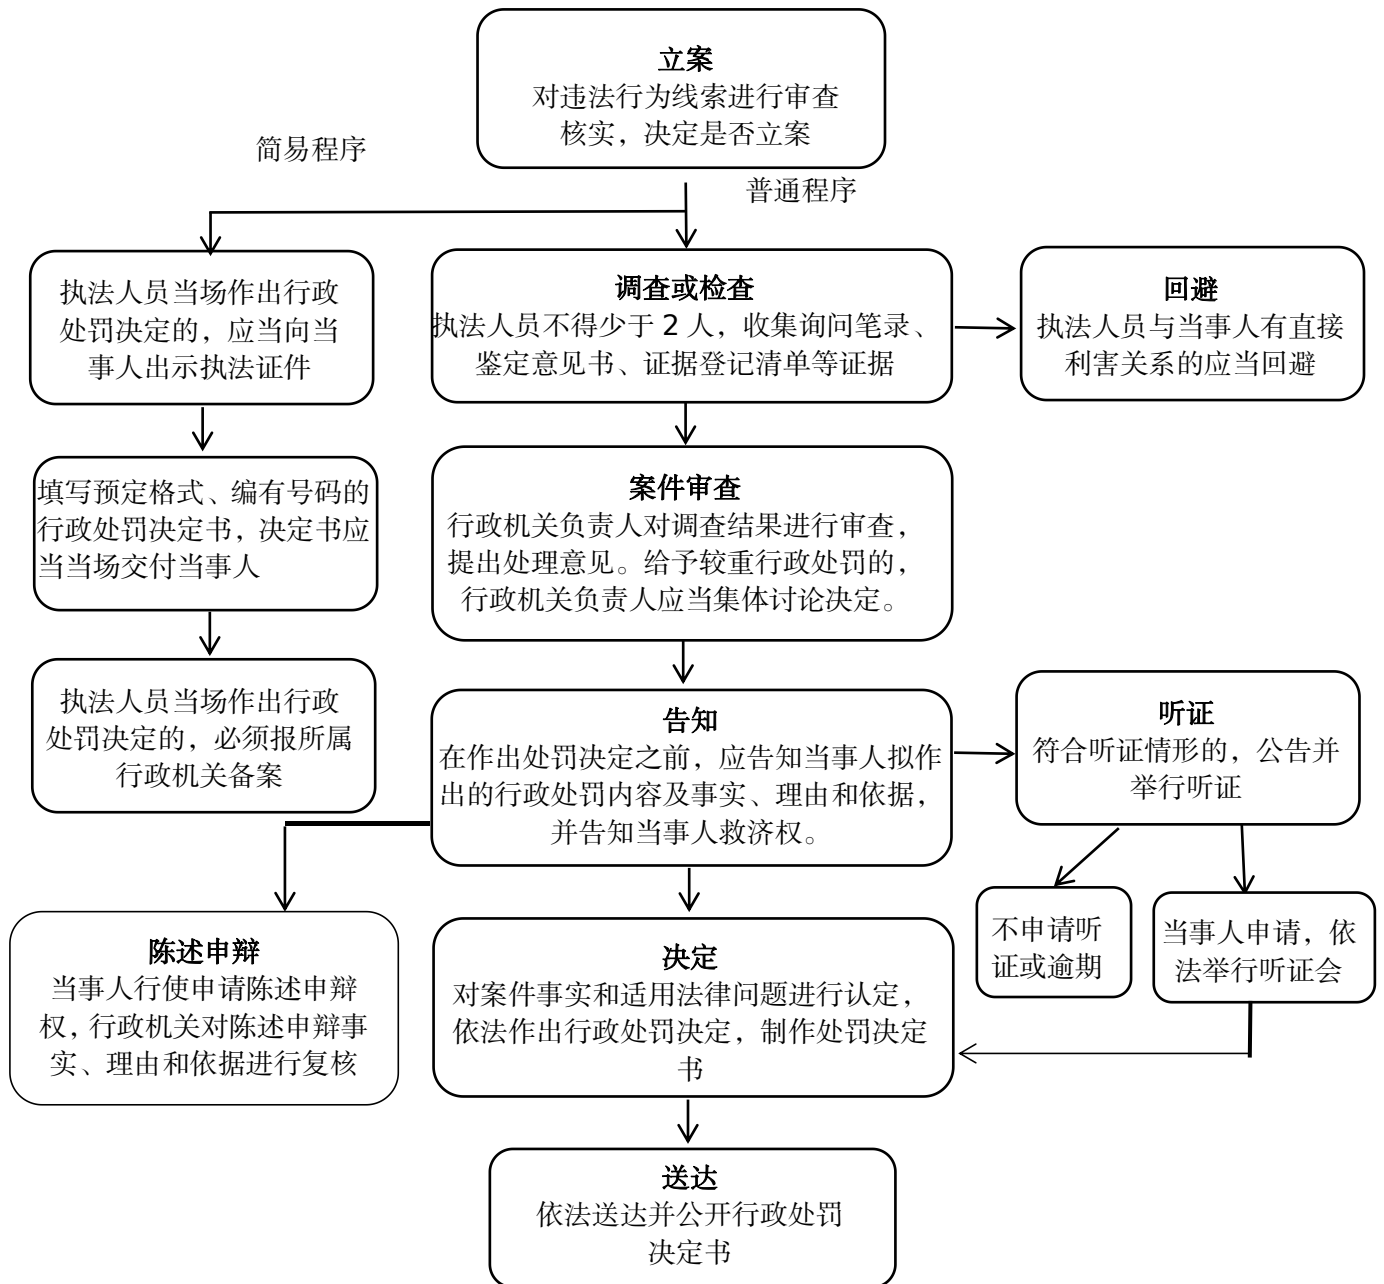 立案
对违法行为线索进行审查
核实，决定是否立案
简易程序
普通程序
执法人员当场作出行政
处罚决定的，应当向当
事人出示执法证件
调查或检查
执法人员不得少于 2 人，收集询问笔录、
鉴定意见书、证据登记清单等证据
回避
执法人员与当事人有直接
利害关系的应当回避
填写预定格式、编有号码的
行政处罚决定书，决定书应
当当场交付当事人
案件审查
行政机关负责人对调查结果进行审查，
提出处理意见。给予较重行政处罚的，
行政机关负责人应当集体讨论决定。
执法人员当场作出行政
处罚决定的，必须报所属
行政机关备案
告知
在作出处罚决定之前，应告知当事人拟作
出的行政处罚内容及事实、理由和依据，
并告知当事人救济权。
听证
符合听证情形的，公告并
举行听证
陈述申辩
当事人行使申请陈述申辩
权，行政机关对陈述申辩事
实、理由和依据进行复核
决定
对案件事实和适用法律问题进行认定，
依法作出行政处罚决定，制作处罚决定
书
不申请听
证或逾期
当事人申请，依
法举行听证会
送达
依法送达并公开行政处罚
决定书